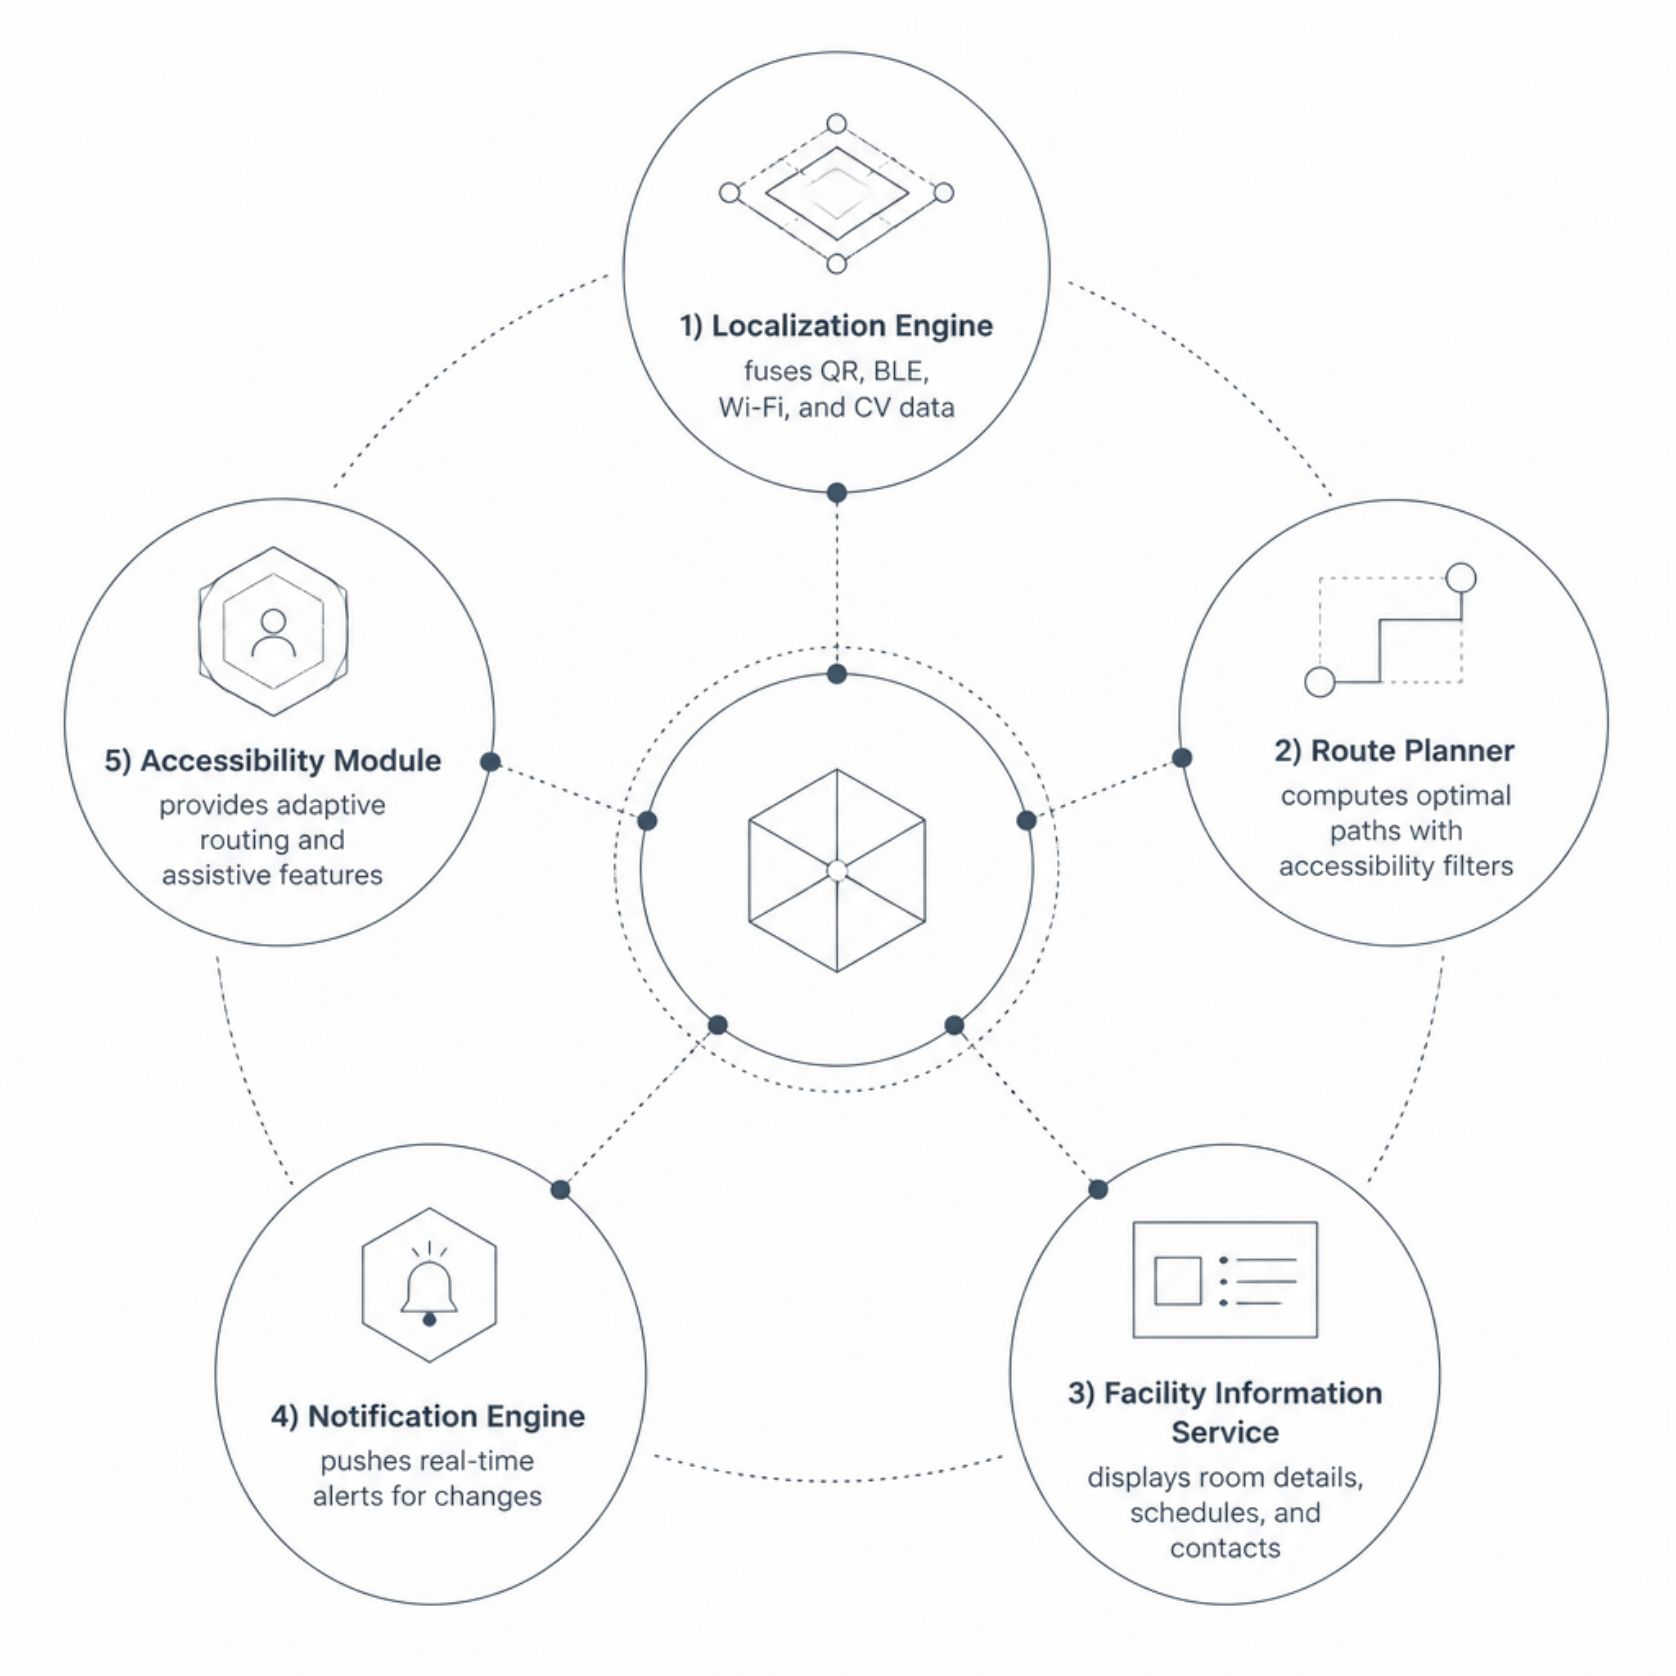 1) Localization Engine
fuses QR, BLE,
Wi-Fi, and CV data
2) Route Planner
computes optimal
paths with
accessibility filters
3) Facility Information
Service
displays room details,
schedules, and
contacts
4) Notification Engine
pushes real-time
alerts for changes
5) Accessibility Module
provides adaptive
routing and
assistive features